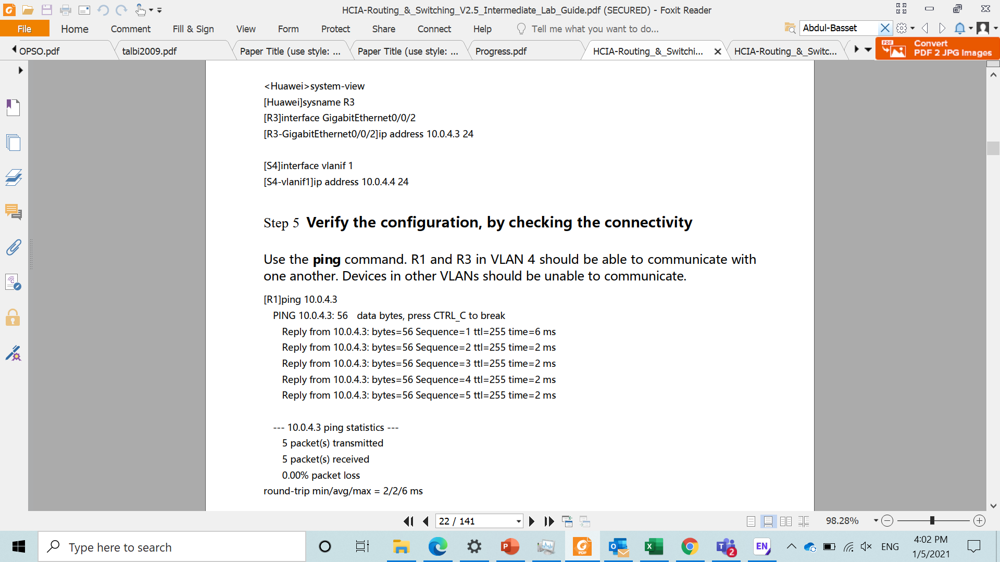 HCIA-Routing_&_Switching_V2.5_Intermediate_Lab_Guide.pdf (SECURED) - Foxit Reader
File Home Comment Fill & Sign View Form Protect Share Connect Help Tell me what you want to do... Abdul-Basset
OPSO.pdf talbi2009.pdf Paper Title (use style: ... Paper Title (use style: ... Progress.pdf HCIA-Routing_&_Switchi... HCIA-Routing_&_Switc...
PDF Convert
PDF 2 JPG Images
<Huawei>system-view
[Huawei]sysname R3
[R3]interface GigabitEthernet0/0/2
[R3-GigabitEthernet0/0/2]ip address 10.0.4.3 24
[S4]interface vlanif 1
[S4-vlanif1]ip address 10.0.4.4 24
Step 5 Verify the configuration, by checking the connectivity
Use the ping command. R1 and R3 in VLAN 4 should be able to communicate with
one another. Devices in other VLANs should be unable to communicate.
[R1]ping 10.0.4.3
PING 10.0.4.3: 56 data bytes, press CTRL_C to break
Reply from 10.0.4.3: bytes=56 Sequence=1 ttl=255 time=6 ms
Reply from 10.0.4.3: bytes=56 Sequence=2 ttl=255 time=2 ms
Reply from 10.0.4.3: bytes=56 Sequence=3 ttl=255 time=2 ms
Reply from 10.0.4.3: bytes=56 Sequence=4 ttl=255 time=2 ms
Reply from 10.0.4.3: bytes=56 Sequence=5 ttl=255 time=2 ms
--- 10.0.4.3 ping statistics ---
5 packet(s) transmitted
5 packet(s) received
0.00% packet loss
round-trip min/avg/max = 2/2/6 ms
22 / 141 98.28%
Type here to search EN ENG
4:02 PM
1/5/2021
2